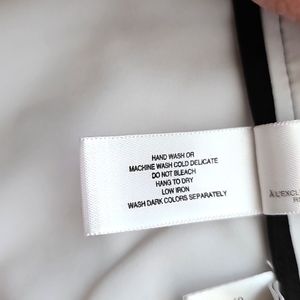 HAND WASH OR
MACHINE WASH COLD DELICATE
DO NOT BLEACH
HANG TO DRY
LOW IRON
WASH DARK COLORS SEPARATELY
À L'EXCL